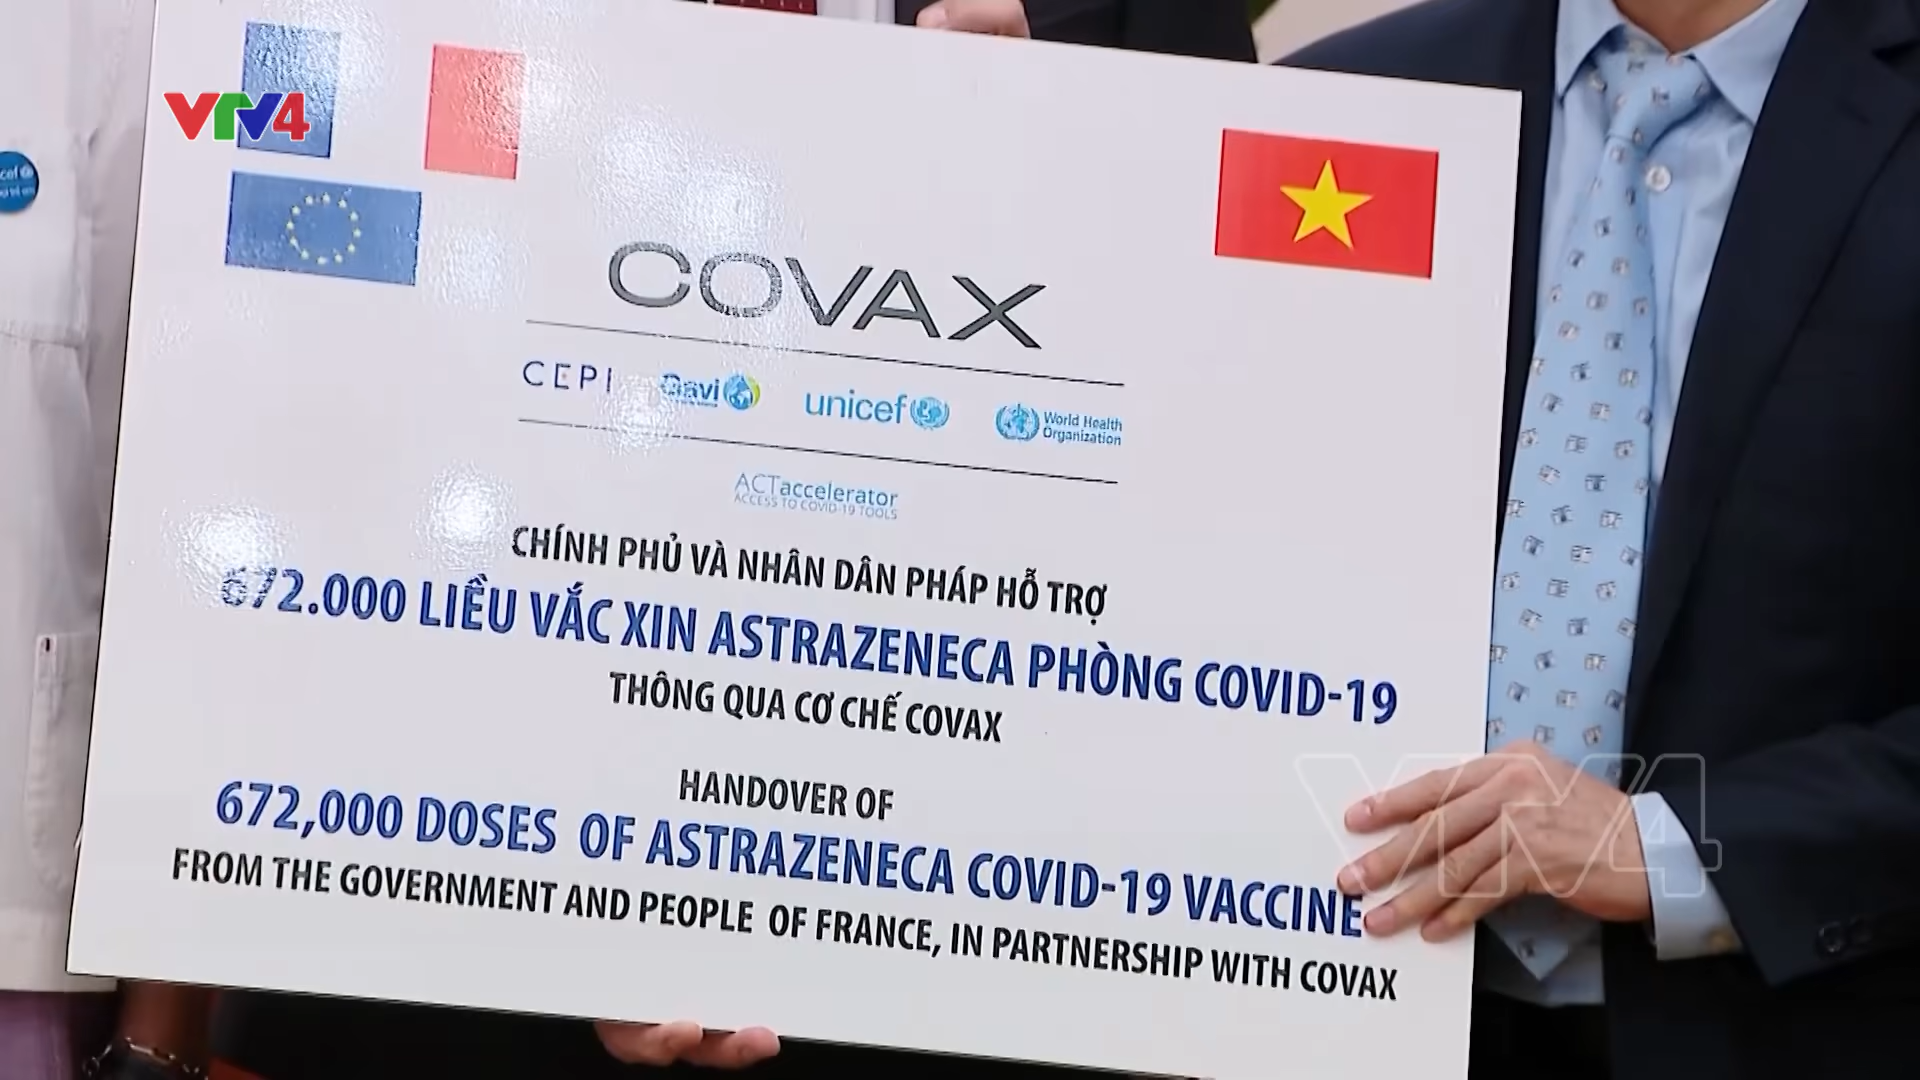 VTV4
cef
COVAX
CEPI
Gavi
unicef
World Health
Organization
ACTaccelerator
ACCESS TO COVID-19 TOOLS
CHÍNH PHỦ VÀ NHÂN DÂN PHÁP HỖ TRỢ
672.000 LIỀU VẮC XIN ASTRAZENECA PHÒNG COVID-19
THÔNG QUA CƠ CHẾ COVAX
HANDOVER OF
672,000 DOSES OF ASTRAZENECA COVID-19 VACCINE
FROM THE GOVERNMENT AND PEOPLE OF FRANCE, IN PARTNERSHIP WITH COVAX
VTV4